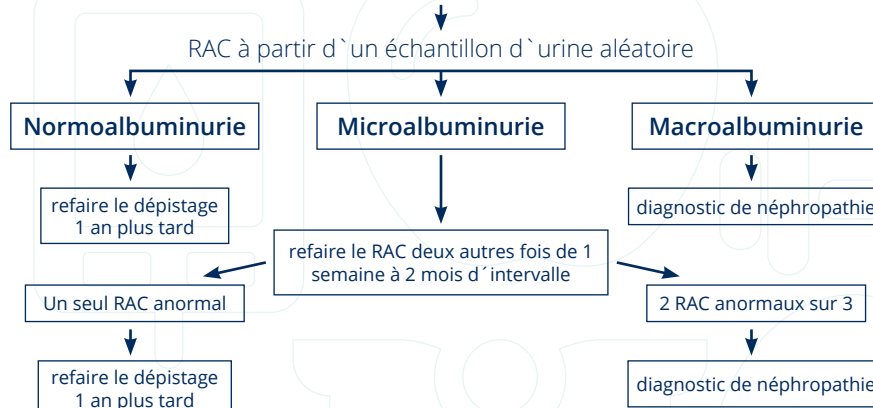 RAC à partir d`un échantillon d`urine aléatoire
Normoalbuminurie
Microalbuminurie
Macroalbuminurie
refaire le dépistage
1 an plus tard
diagnostic de néphropathie
refaire le RAC deux autres fois de 1
semaine à 2 mois d´intervalle
Un seul RAC anormal
2 RAC anormaux sur 3
refaire le dépistage
1 an plus tard
diagnostic de néphropathie